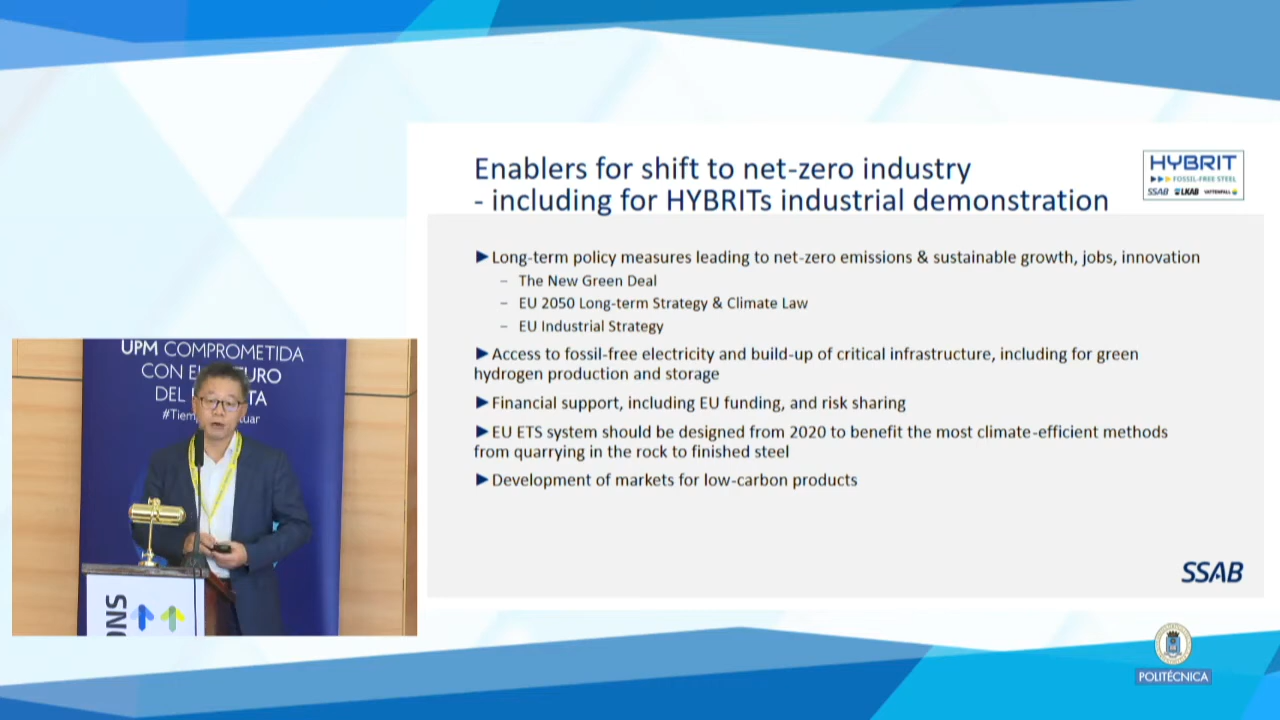 Enablers for shift to net-zero industry
- including for HYBRITs industrial demonstration
HYBRIT
FOSSIL-FREE STEEL
SSAB LKAB VATTENFALL
►Long-term policy measures leading to net-zero emissions & sustainable growth, jobs, innovation
– The New Green Deal
– EU 2050 Long-term Strategy & Climate Law
– EU Industrial Strategy
►Access to fossil-free electricity and build-up of critical infrastructure, including for green
hydrogen production and storage
►Financial support, including EU funding, and risk sharing
►EU ETS system should be designed from 2020 to benefit the most climate-efficient methods
from quarrying in the rock to finished steel
►Development of markets for low-carbon products
SSAB
UPM COMPROMETIDA
CON EL URO
DEL TA
#Tiem uar
ONS
POLITÉCNICA